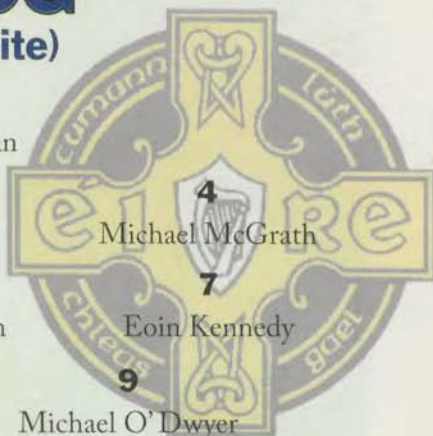 ite)
cumann lúth
4
éire
Michael McGrath
7
Eoin Kennedy
chleas gael
9
Michael O'Dwyer